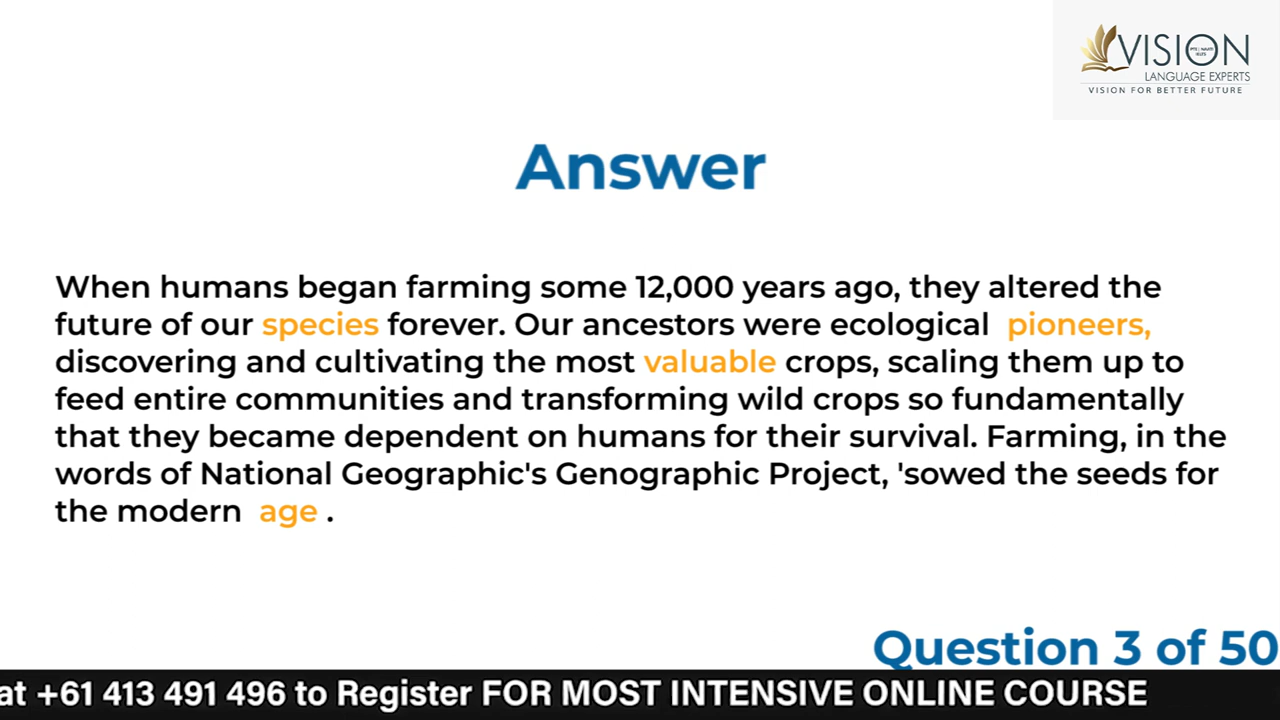 VISION
PTE | NAATI
IELTS
LANGUAGE EXPERTS
VISION FOR BETTER FUTURE
Answer
When humans began farming some 12,000 years ago, they altered the
future of our species forever. Our ancestors were ecological pioneers,
discovering and cultivating the most valuable crops, scaling them up to
feed entire communities and transforming wild crops so fundamentally
that they became dependent on humans for their survival. Farming, in the
words of National Geographic's Genographic Project, 'sowed the seeds for
the modern age .
Question 3 of 50
at +61 413 491 496 to Register FOR MOST INTENSIVE ONLINE COURSE